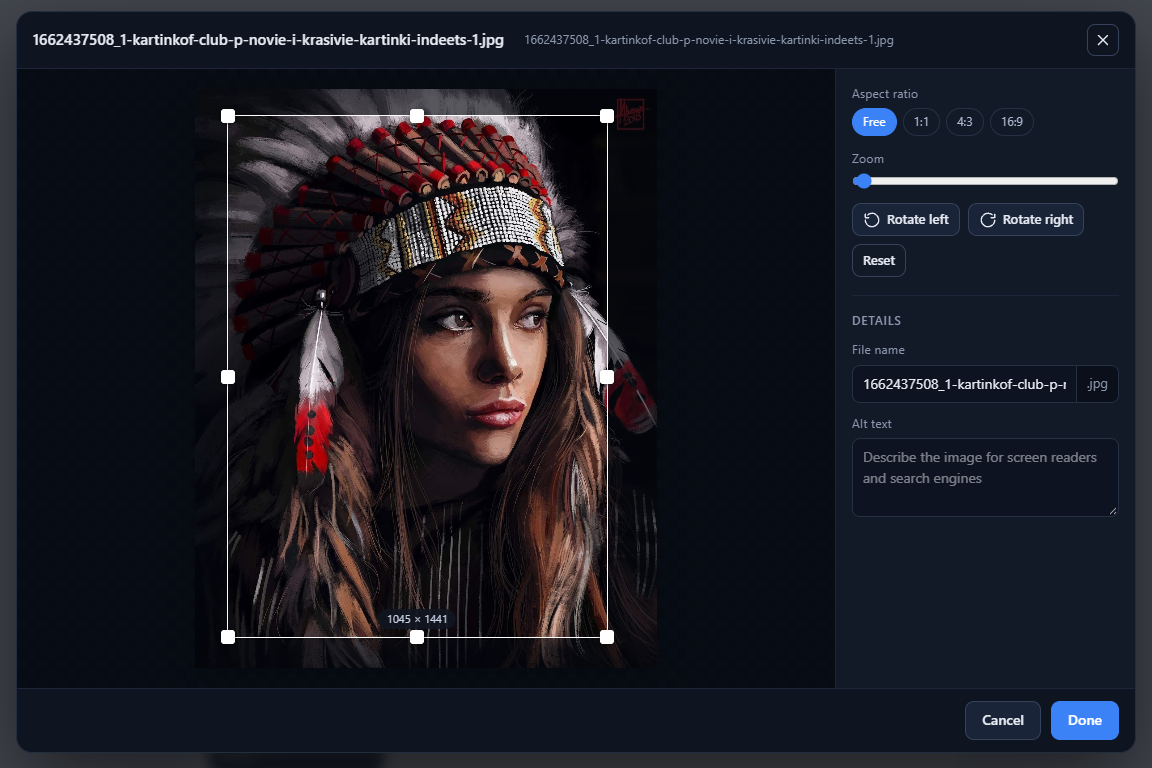 1662437508_1-kartinkof-club-p-novie-i-krasivie-kartinki-indeets-1.jpg
1662437508_1-kartinkof-club-p-novie-i-krasivie-kartinki-indeets-1.jpg
Aspect ratio
Free
1:1
4:3
16:9
Zoom
Rotate left
Rotate right
Reset
DETAILS
File name
1662437508_1-kartinkof-club-p-
.jpg
Alt text
Describe the image for screen readers
and search engines
1045 × 1441
Cancel
Done